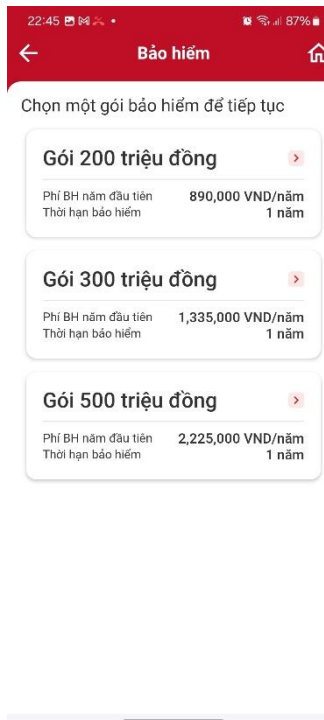 22:45 87%
Bảo hiểm
Chọn một gói bảo hiểm để tiếp tục
Gói 200 triệu đồng
Phí BH năm đầu tiên 890,000 VND/năm
Thời hạn bảo hiểm 1 năm
Gói 300 triệu đồng
Phí BH năm đầu tiên 1,335,000 VND/năm
Thời hạn bảo hiểm 1 năm
Gói 500 triệu đồng
Phí BH năm đầu tiên 2,225,000 VND/năm
Thời hạn bảo hiểm 1 năm